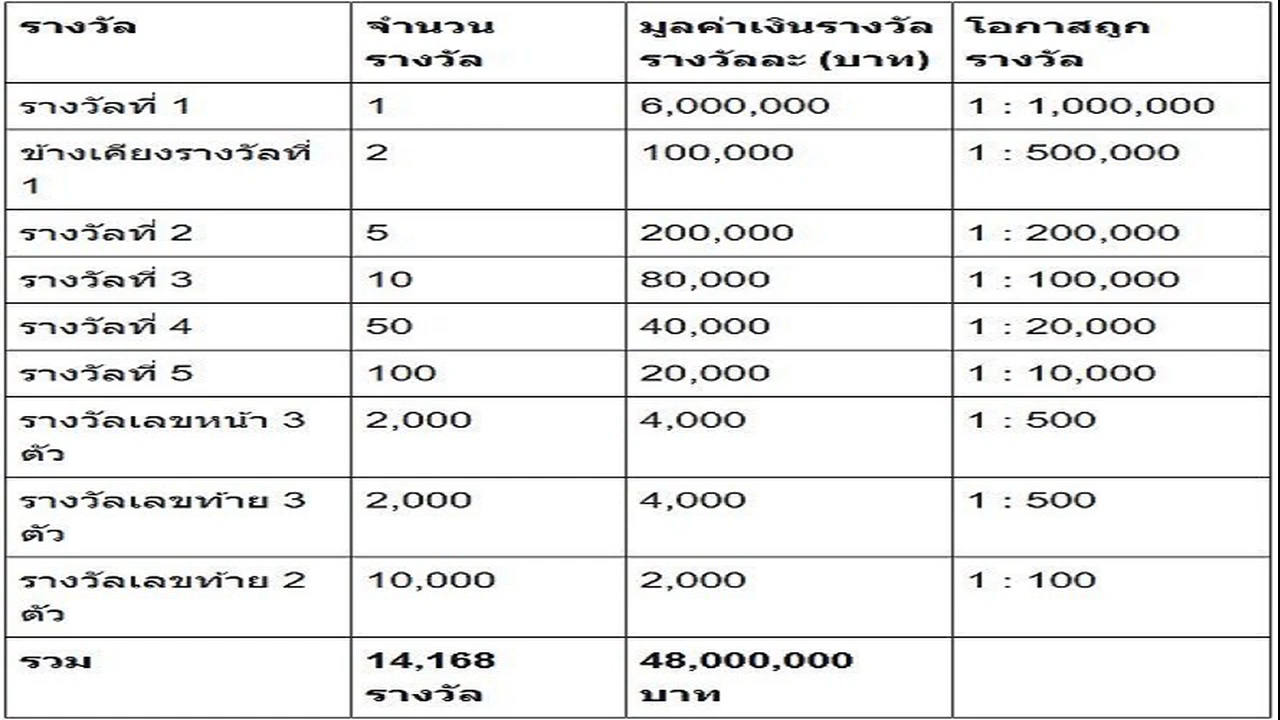 รางวัล
จำนวน
รางวัล
มูลค่าเงินรางวัล
รางวัลละ (บาท)
โอกาสถูก
รางวัล
รางวัลที่ 1
1
6,000,000
1 : 1,000,000
ข้างเคียงรางวัลที่
1
2
100,000
1 : 500,000
รางวัลที่ 2
5
200,000
1 : 200,000
รางวัลที่ 3
10
80,000
1 : 100,000
รางวัลที่ 4
50
40,000
1 : 20,000
รางวัลที่ 5
100
20,000
1 : 10,000
รางวัลเลขหน้า 3
ตัว
2,000
4,000
1 : 500
รางวัลเลขท้าย 3
ตัว
2,000
4,000
1 : 500
รางวัลเลขท้าย 2
ตัว
10,000
2,000
1 : 100
รวม
14,168
รางวัล
48,000,000
บาท